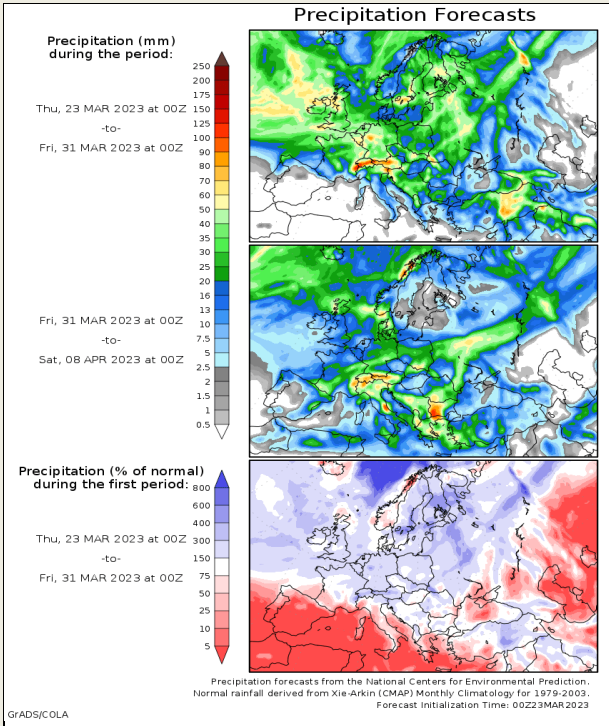 Precipitation Forecasts
Precipitation (mm)
during the period:
Thu, 23 MAR 2023 at 00Z
-to-
Fri, 31 MAR 2023 at 00Z
250
200
175
150
125
100
90
80
70
60
50
40
35
30
25
20
16
13
10
7.5
5
2.5
2
1.5
1
0.5
Fri, 31 MAR 2023 at 00Z
-to-
Sat, 08 APR 2023 at 00Z
Precipitation (% of normal)
during the first period:
Thu, 23 MAR 2023 at 00Z
-to-
Fri, 31 MAR 2023 at 00Z
800
600
400
300
150
75
50
25
10
5
Precipitation forecasts from the National Centers for Environmental Prediction.
Normal rainfall derived from Xie-Arkin (CMAP) Monthly Climatology for 1979-2003.
Forecast Initialization Time: 00Z23MAR2023
GrADS/COLA